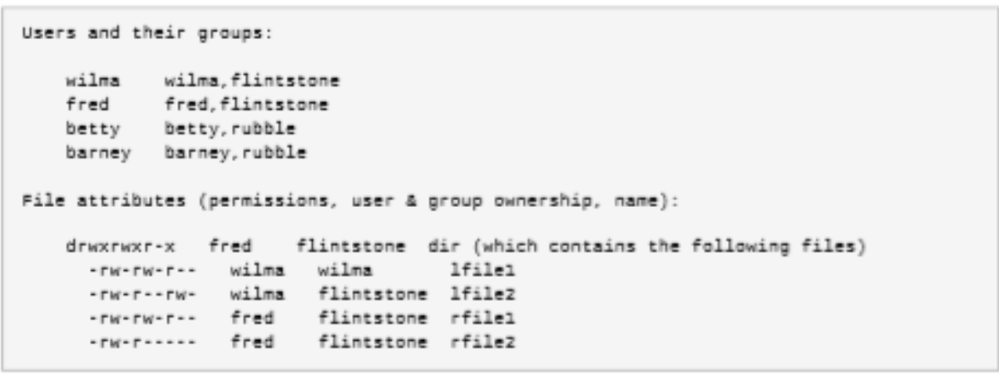 Users and their groups:
wilma wilma,flintstone
fred fred,flintstone
betty betty,rubble
barney barney,rubble
File attributes (permissions, user & group ownership, name):
drwxrwxr-x fred flintstone dir (which contains the following files)
-rw-rw-r-- wilma wilma lfile1
-rw-r--rw- wilma flintstone lfile2
-rw-rw-r-- fred flintstone rfile1
-rw-r----- fred flintstone rfile2